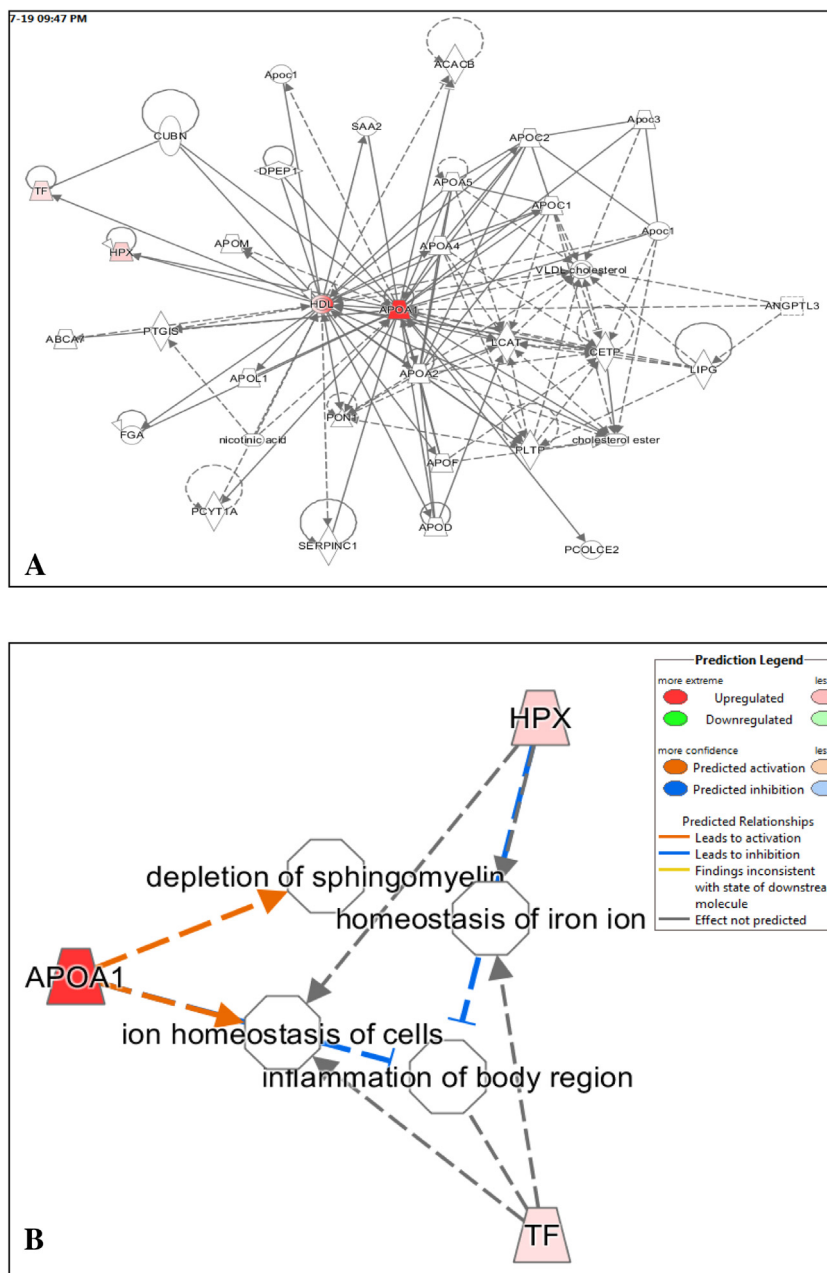 7-19 09:47 PM
ACACB
Apoc1
CUBN
SAA2
APOC2
Apoc3
DPEP1
TF
APOA5
APOC1
Apoc1
HPX
APOM
APOA4
VLDL cholesterol
HDL
APOA1
ANGPTL3
ABCA7
PTGIS
LCAT
CETP
LIPG
APOL1
APOA2
FGA
nicotinic acid
PON1
PLTP
cholesterol ester
APOF
PCYT1A
SERPINC1
APOD
PCOLCE2
A
Prediction Legend
more extreme les
Upregulated
Downregulated
more confidence les
Predicted activation
Predicted inhibition
Predicted Relationships
Leads to activation
Leads to inhibition
Findings inconsistent
with state of downstrea
molecule
Effect not predicted
HPX
depletion of sphingomyelin
homeostasis of iron ion
APOA1
ion homeostasis of cells
inflammation of body region
TF
B